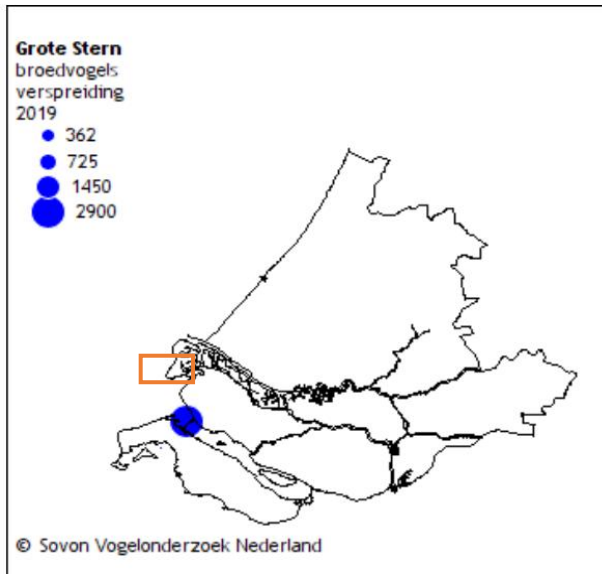 Grote Stern
broedvogels
verspreiding
2019
362
725
1450
2900
© Sovon Vogelonderzoek Nederland